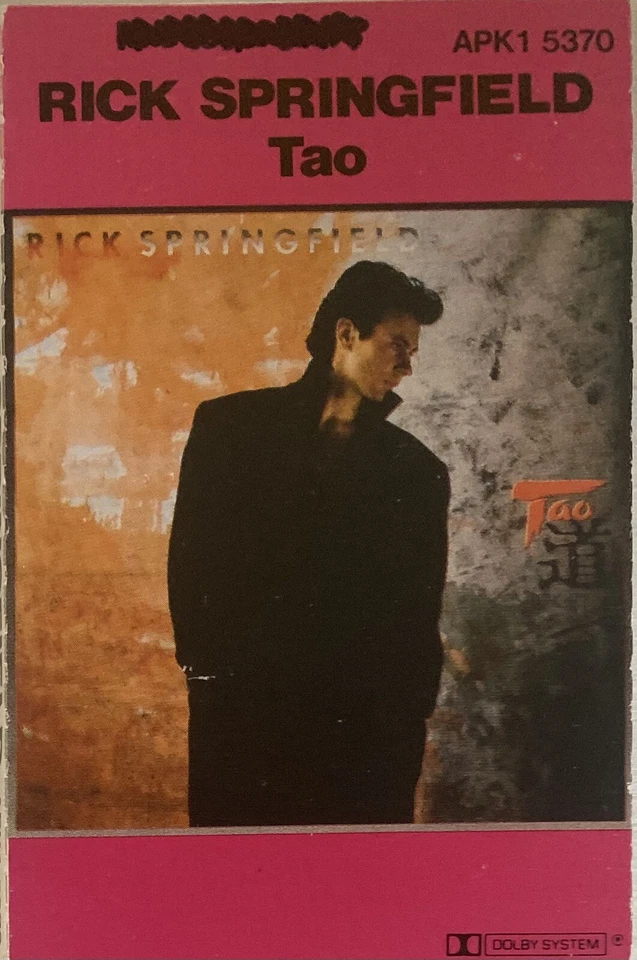 APK1 5370
RICK SPRINGFIELD
Tao
RICK SPRINGFIELD
Tao
道
DOLBY SYSTEM ®